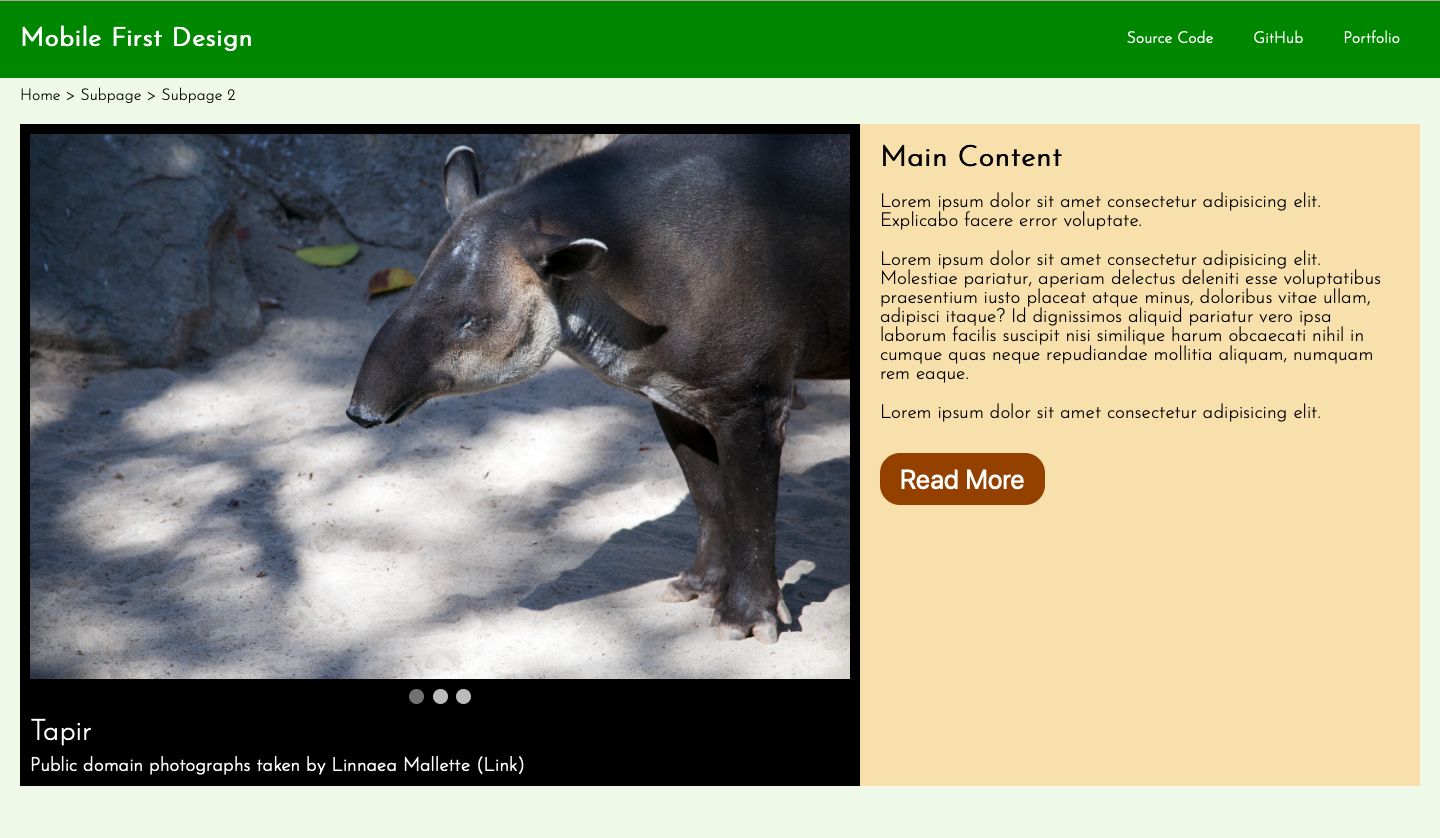 Mobile First Design
Source Code
GitHub
Portfolio
Home > Subpage > Subpage 2
Tapir
Public domain photographs taken by Linnaea Mallette (Link)
Main Content
Lorem ipsum dolor sit amet consectetur adipisicing elit.
Explicabo facere error voluptate.
Lorem ipsum dolor sit amet consectetur adipisicing elit.
Molestiae pariatur, aperiam delectus deleniti esse voluptatibus
praesentium iusto placeat atque minus, doloribus vitae ullam,
adipisci itaque? Id dignissimos aliquid pariatur vero ipsa
laborum facilis suscipit nisi similique harum obcaecati nihil in
cumque quas neque repudiandae mollitia aliquam, numquam
rem eaque.
Lorem ipsum dolor sit amet consectetur adipisicing elit.
Read More